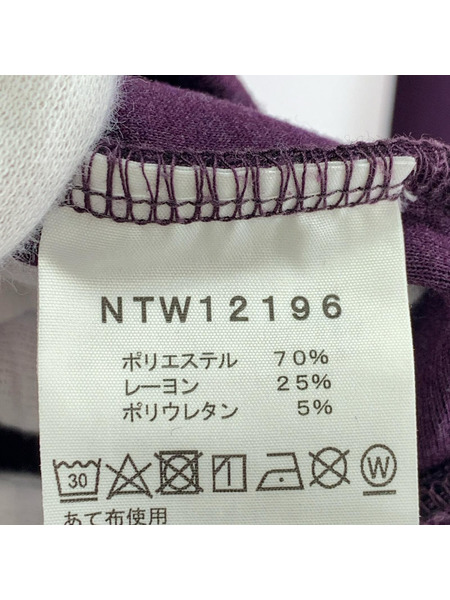 NTW12196
ポリエステル 70%
レーヨン 25%
ポリウレタン 5%
30 W
あて布使用